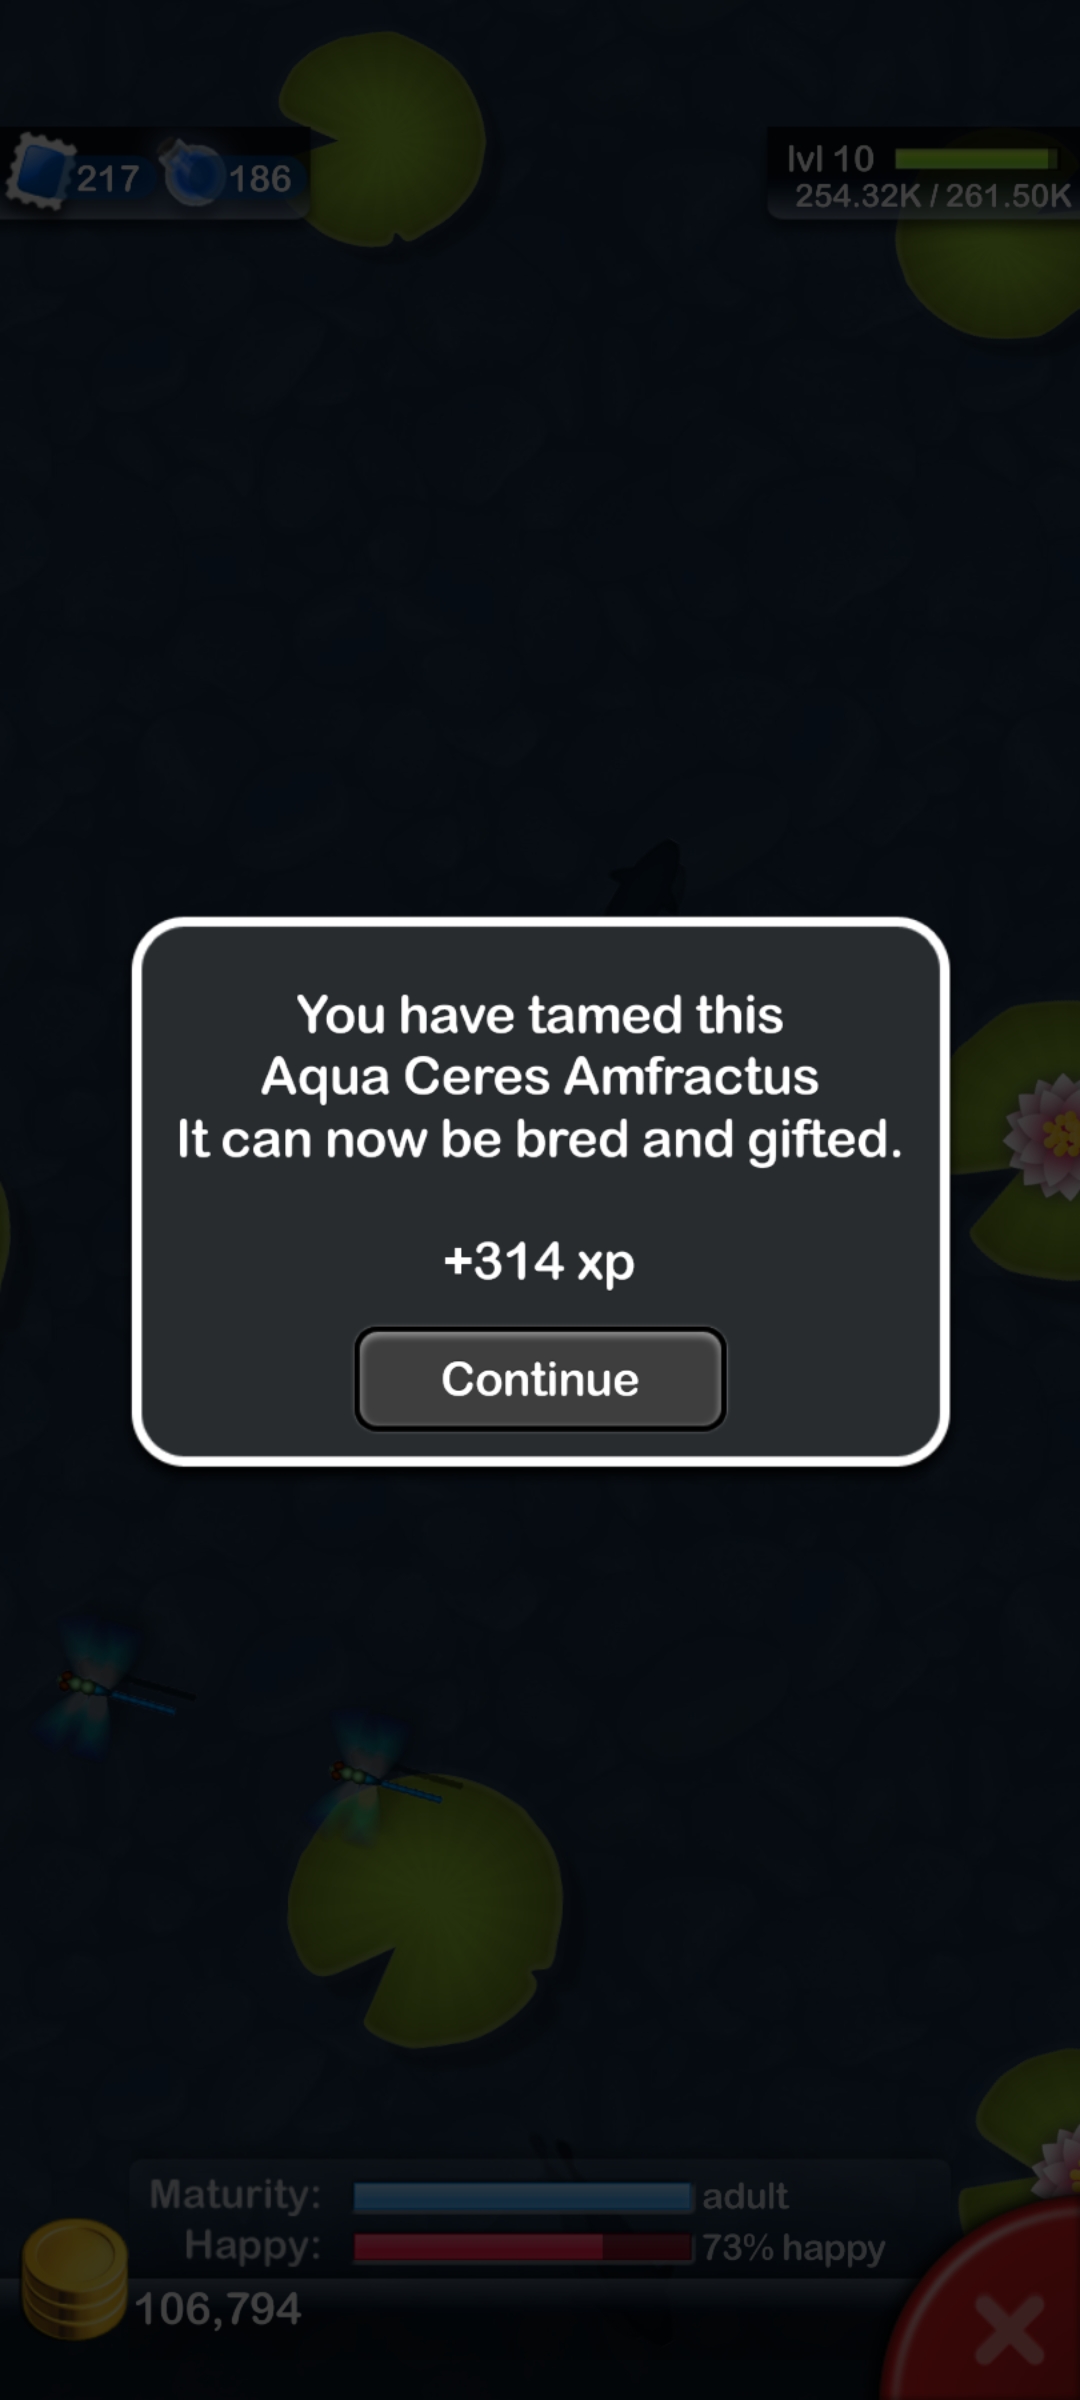 217 186
lvl 10
254.32K / 261.50K
You have tamed this
Aqua Ceres Amfractus
It can now be bred and gifted.
+314 xp
Continue
Maturity: adult
Happy: 73% happy
106,794